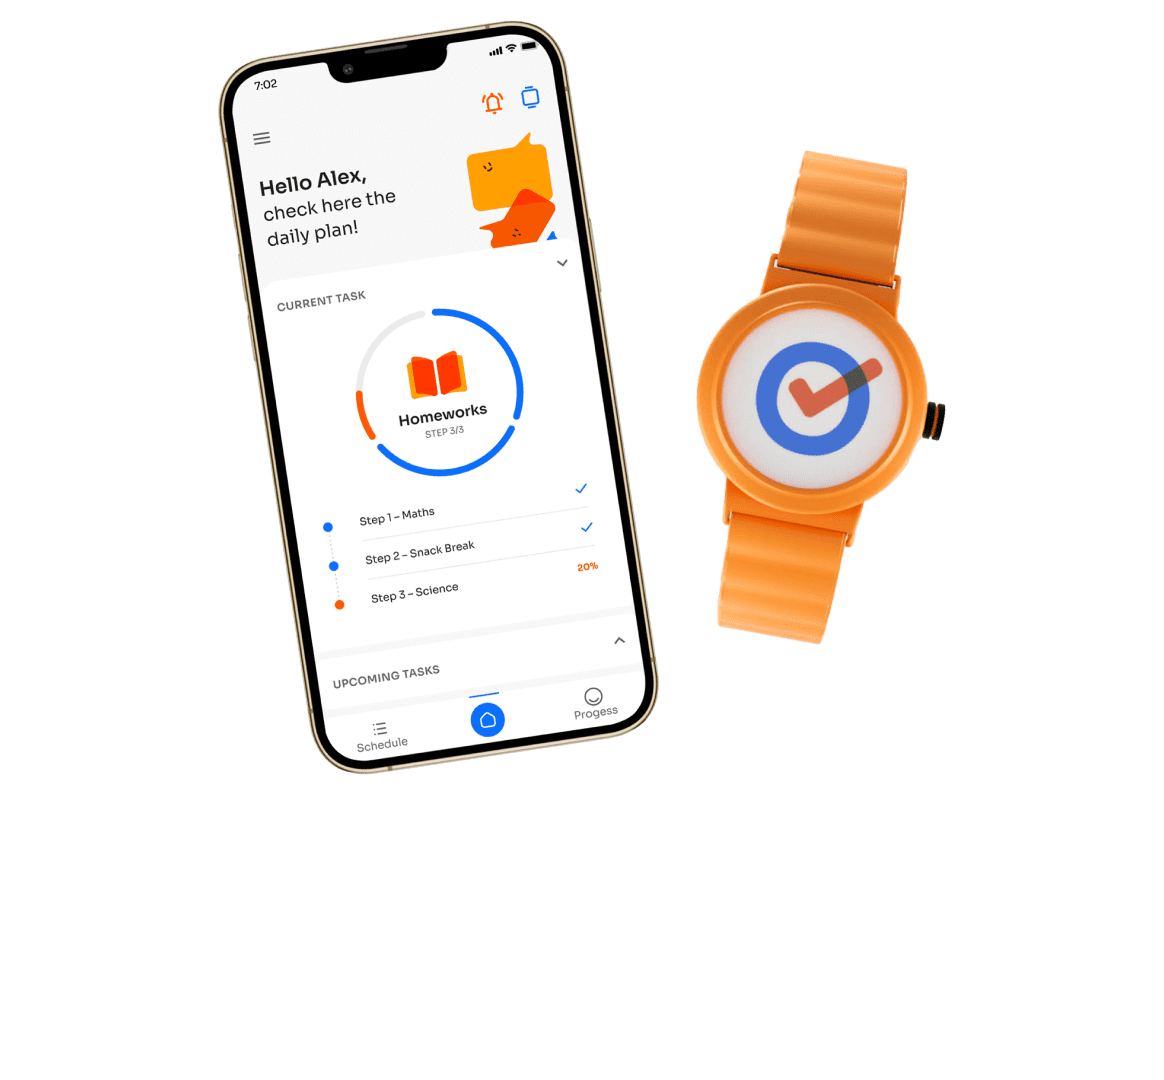 7:02
Hello Alex,
check here the
daily plan!
CURRENT TASK
Homeworks
STEP 3/3
Step 1 – Maths
Step 2 – Snack Break
Step 3 – Science
20%
UPCOMING TASKS
Schedule
Progess